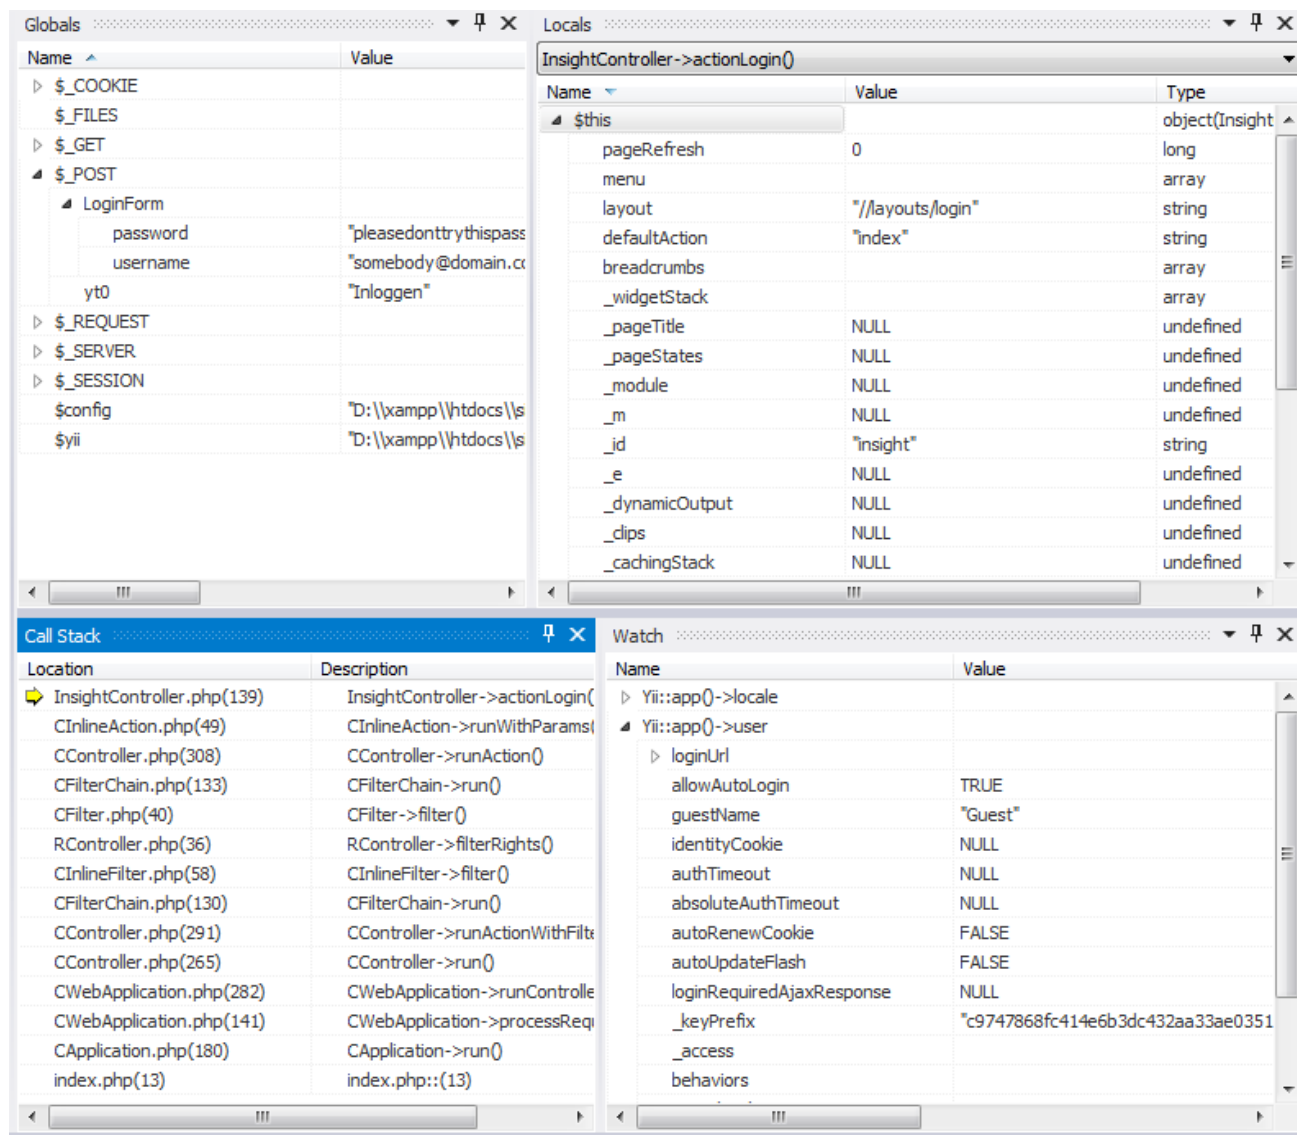 Globals
Name Value
$_COOKIE
$_FILES
$_GET
$_POST
LoginForm
password "pleasedonttrythispass
username "somebody@domain.co
yt0 "Inloggen"
$_REQUEST
$_SERVER
$_SESSION
$config "D:\\xampp\\htdocs\\s
$yii "D:\\xampp\\htdocs\\s
Locals
InsightController->actionLogin()
Name Value Type
$this object(Insight
pageRefresh 0 long
menu array
layout "//layouts/login" string
defaultAction "index" string
breadcrumbs array
_widgetStack array
_pageTitle NULL undefined
_pageStates NULL undefined
_module NULL undefined
_m NULL undefined
_id "insight" string
_e NULL undefined
_dynamicOutput NULL undefined
_clips NULL undefined
_cachingStack NULL undefined
Call Stack
Location Description
InsightController.php(139) InsightController->actionLogin(
CInlineAction.php(49) CInlineAction->runWithParams(
CController.php(308) CController->runAction()
CFilterChain.php(133) CFilterChain->run()
CFilter.php(40) CFilter->filter()
RController.php(36) RController->filterRights()
CInlineFilter.php(58) CInlineFilter->filter()
CFilterChain.php(130) CFilterChain->run()
CController.php(291) CController->runActionWithFilte
CController.php(265) CController->run()
CWebApplication.php(282) CWebApplication->runControlle
CWebApplication.php(141) CWebApplication->processRequ
CApplication.php(180) CApplication->run()
index.php(13) index.php::(13)
Watch
Name Value
Yii::app()->locale
Yii::app()->user
loginUrl
allowAutoLogin TRUE
guestName "Guest"
identityCookie NULL
authTimeout NULL
absoluteAuthTimeout NULL
autoRenewCookie FALSE
autoUpdateFlash FALSE
loginRequiredAjaxResponse NULL
_keyPrefix "c9747868fc414e6b3dc432aa33ae0351
_access
behaviors